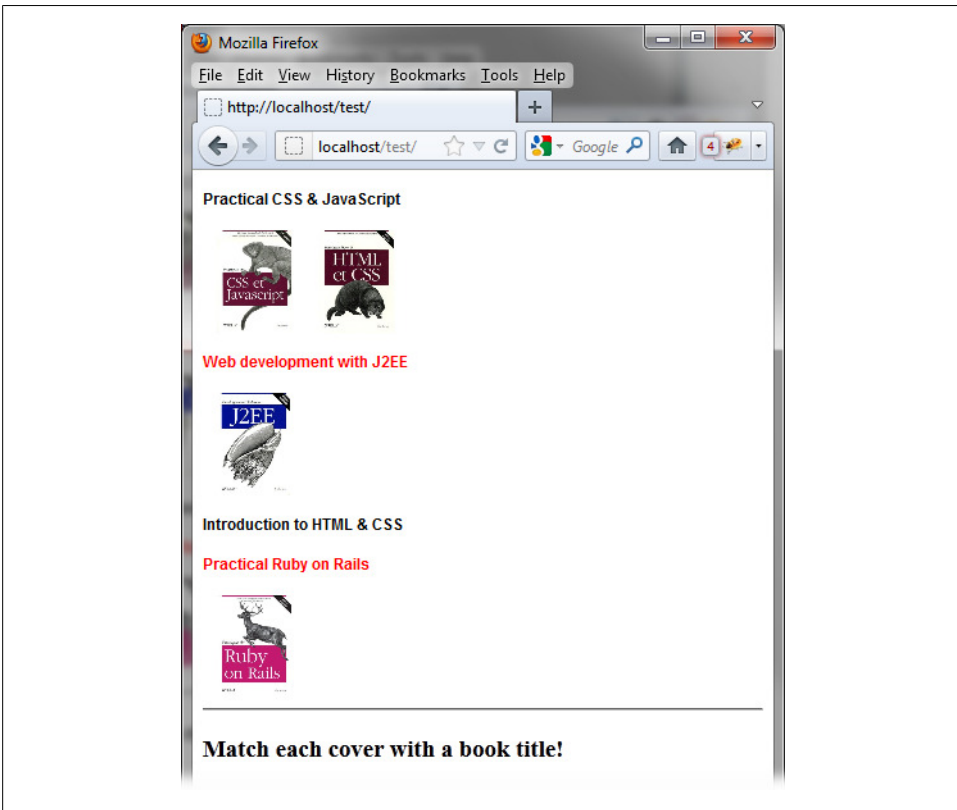 Mozilla Firefox
File Edit View History Bookmarks Tools Help
http://localhost/test/
localhost/test/ Google 4
Practical CSS & JavaScript
CSS et
Javascript
HTML
et CSS
Web development with J2EE
J2EE
Introduction to HTML & CSS
Practical Ruby on Rails
Ruby
on Rails
Match each cover with a book title!